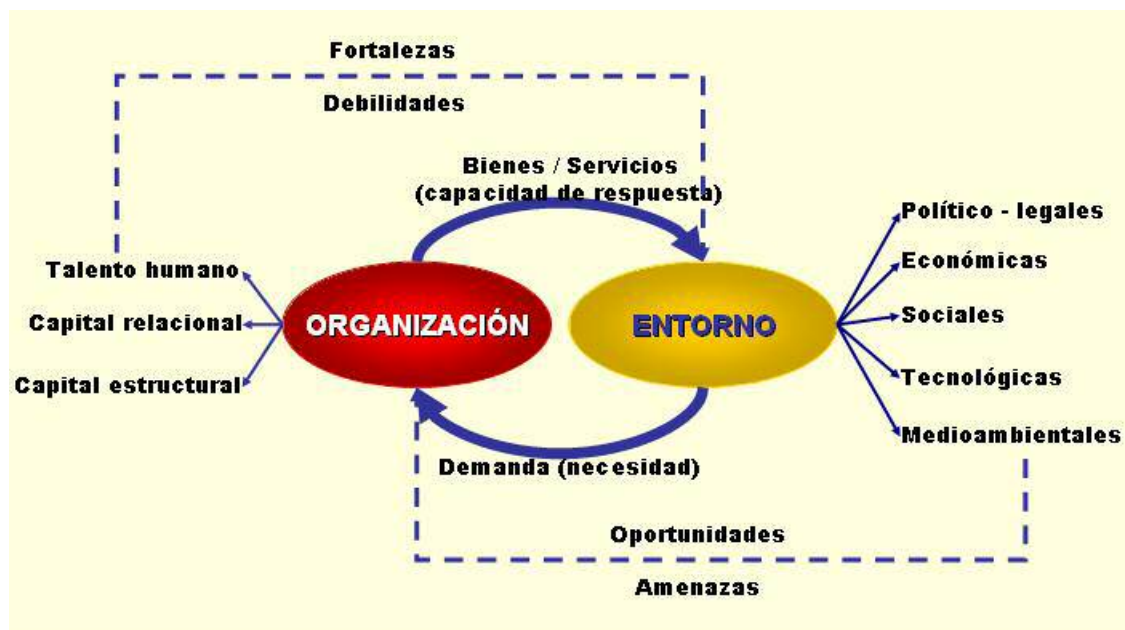 Fortalezas
Debilidades
Bienes / Servicios
(capacidad de respuesta)
Político - legales
Económicas
Sociales
Tecnológicas
Medioambientales
Talento humano
Capital relacional
Capital estructural
ORGANIZACIÓN
ENTORNO
Demanda (necesidad)
Oportunidades
Amenazas